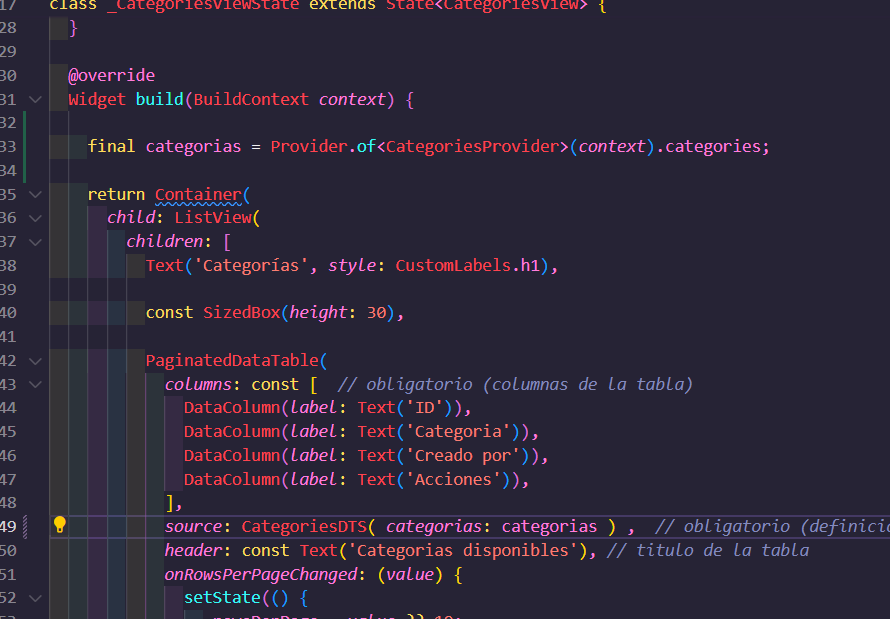 17 class _CategoriesViewState extends State<CategoriesView> {
28 }
29
30 @override
31 Widget build(BuildContext context) {
32
33 final categorias = Provider.of<CategoriesProvider>(context).categories;
34
35 return Container(
36 child: ListView(
37 children: [
38 Text('Categorías', style: CustomLabels.h1),
39
40 const SizedBox(height: 30),
41
42 PaginatedDataTable(
43 columns: const [ // obligatorio (columnas de la tabla)
44 DataColumn(label: Text('ID')),
45 DataColumn(label: Text('Categoria')),
46 DataColumn(label: Text('Creado por')),
47 DataColumn(label: Text('Acciones')),
48 ],
49 source: CategoriesDTS( categorias: categorias ) , // obligatorio (definicio
50 header: const Text('Categorias disponibles'), // titulo de la tabla
51 onRowsPerPageChanged: (value) {
52 setState(() {